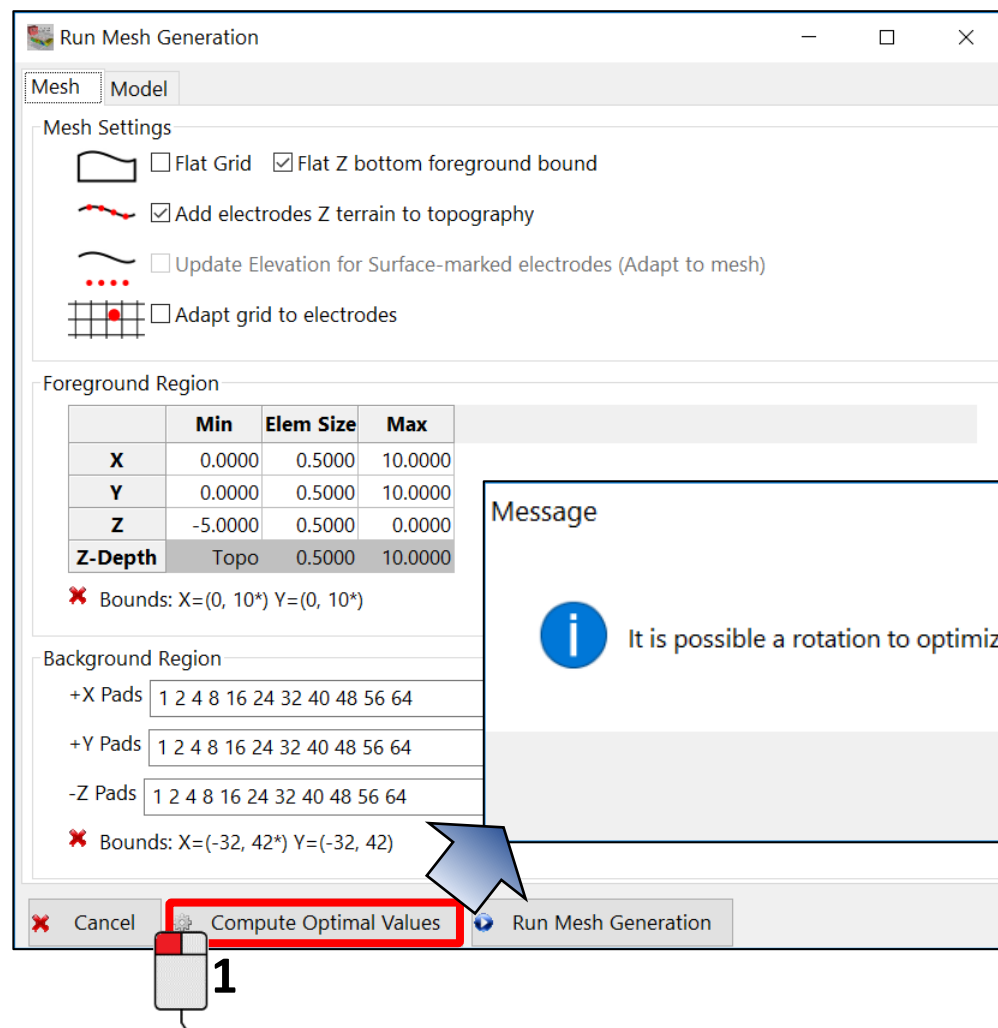 Run Mesh Generation
Mesh Model
Mesh Settings
Flat Grid Flat Z bottom foreground bound
Add electrodes Z terrain to topography
Update Elevation for Surface-marked electrodes (Adapt to mesh)
Adapt grid to electrodes
Foreground Region
Min Elem Size Max
X 0.0000 0.5000 10.0000
Y 0.0000 0.5000 10.0000
Z -5.0000 0.5000 0.0000
Z-Depth Topo 0.5000 10.0000
Bounds: X=(0, 10*) Y=(0, 10*)
Message
It is possible a rotation to optimiz
Background Region
+X Pads 1 2 4 8 16 24 32 40 48 56 64
+Y Pads 1 2 4 8 16 24 32 40 48 56 64
-Z Pads 1 2 4 8 16 24 32 40 48 56 64
Bounds: X=(-32, 42*) Y=(-32, 42)
Cancel Compute Optimal Values Run Mesh Generation
1